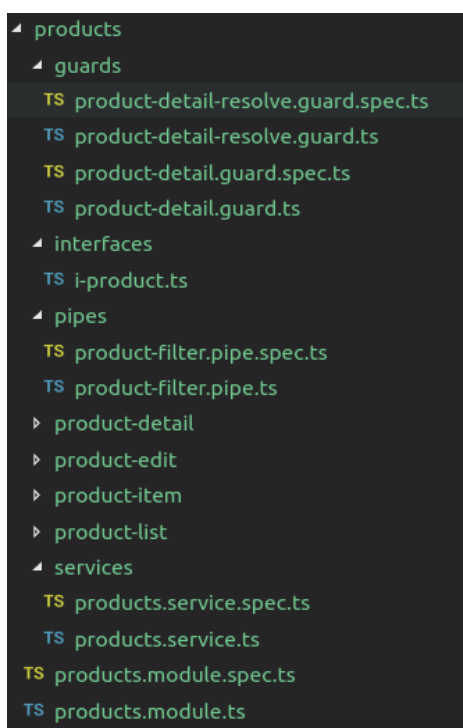 products
guards
TS product-detail-resolve.guard.spec.ts
TS product-detail-resolve.guard.ts
TS product-detail.guard.spec.ts
TS product-detail.guard.ts
interfaces
TS i-product.ts
pipes
TS product-filter.pipe.spec.ts
TS product-filter.pipe.ts
product-detail
product-edit
product-item
product-list
services
TS products.service.spec.ts
TS products.service.ts
TS products.module.spec.ts
TS products.module.ts